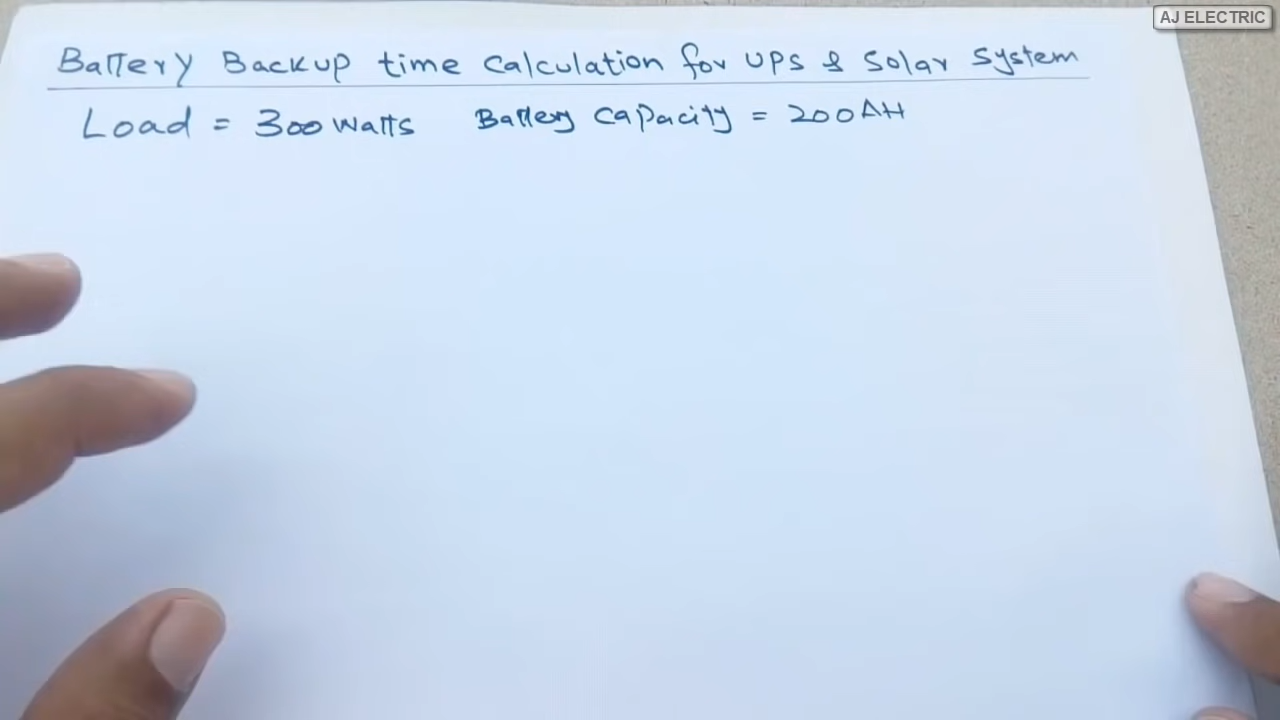 AJ ELECTRIC
Battery Backup time calculation for UPS & Solar System
Load = 300 Watts Battery capacity = 200AH